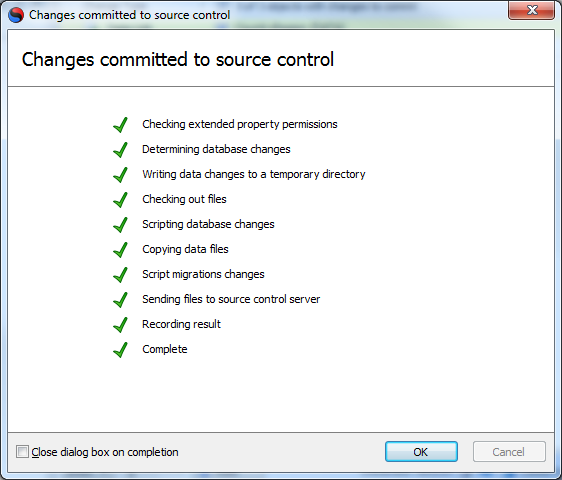 Changes committed to source control
Changes committed to source control
Checking extended property permissions
Determining database changes
Writing data changes to a temporary directory
Checking out files
Scripting database changes
Copying data files
Script migrations changes
Sending files to source control server
Recording result
Complete
Close dialog box on completion
OK
Cancel